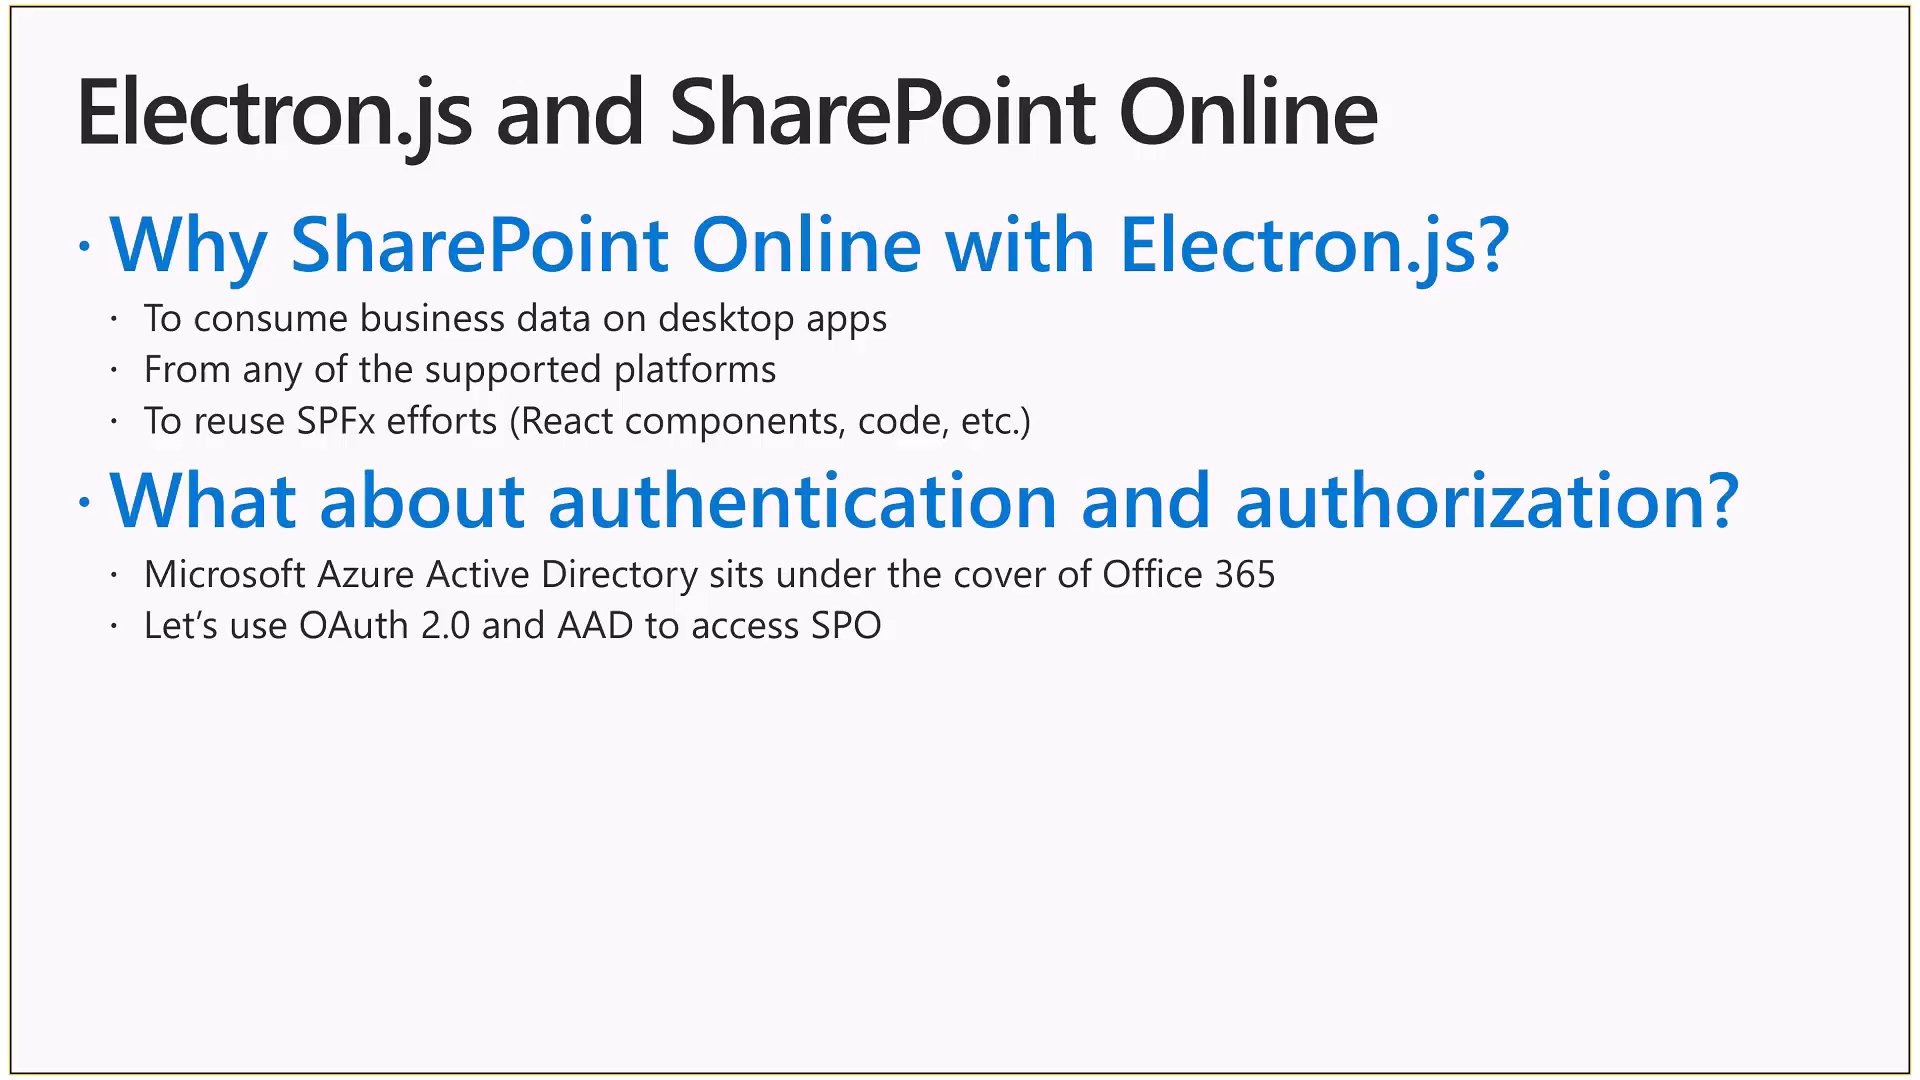 Electron.js and SharePoint Online
· Why SharePoint Online with Electron.js?
· To consume business data on desktop apps
· From any of the supported platforms
· To reuse SPFx efforts (React components, code, etc.)
· What about authentication and authorization?
· Microsoft Azure Active Directory sits under the cover of Office 365
· Let’s use OAuth 2.0 and AAD to access SPO